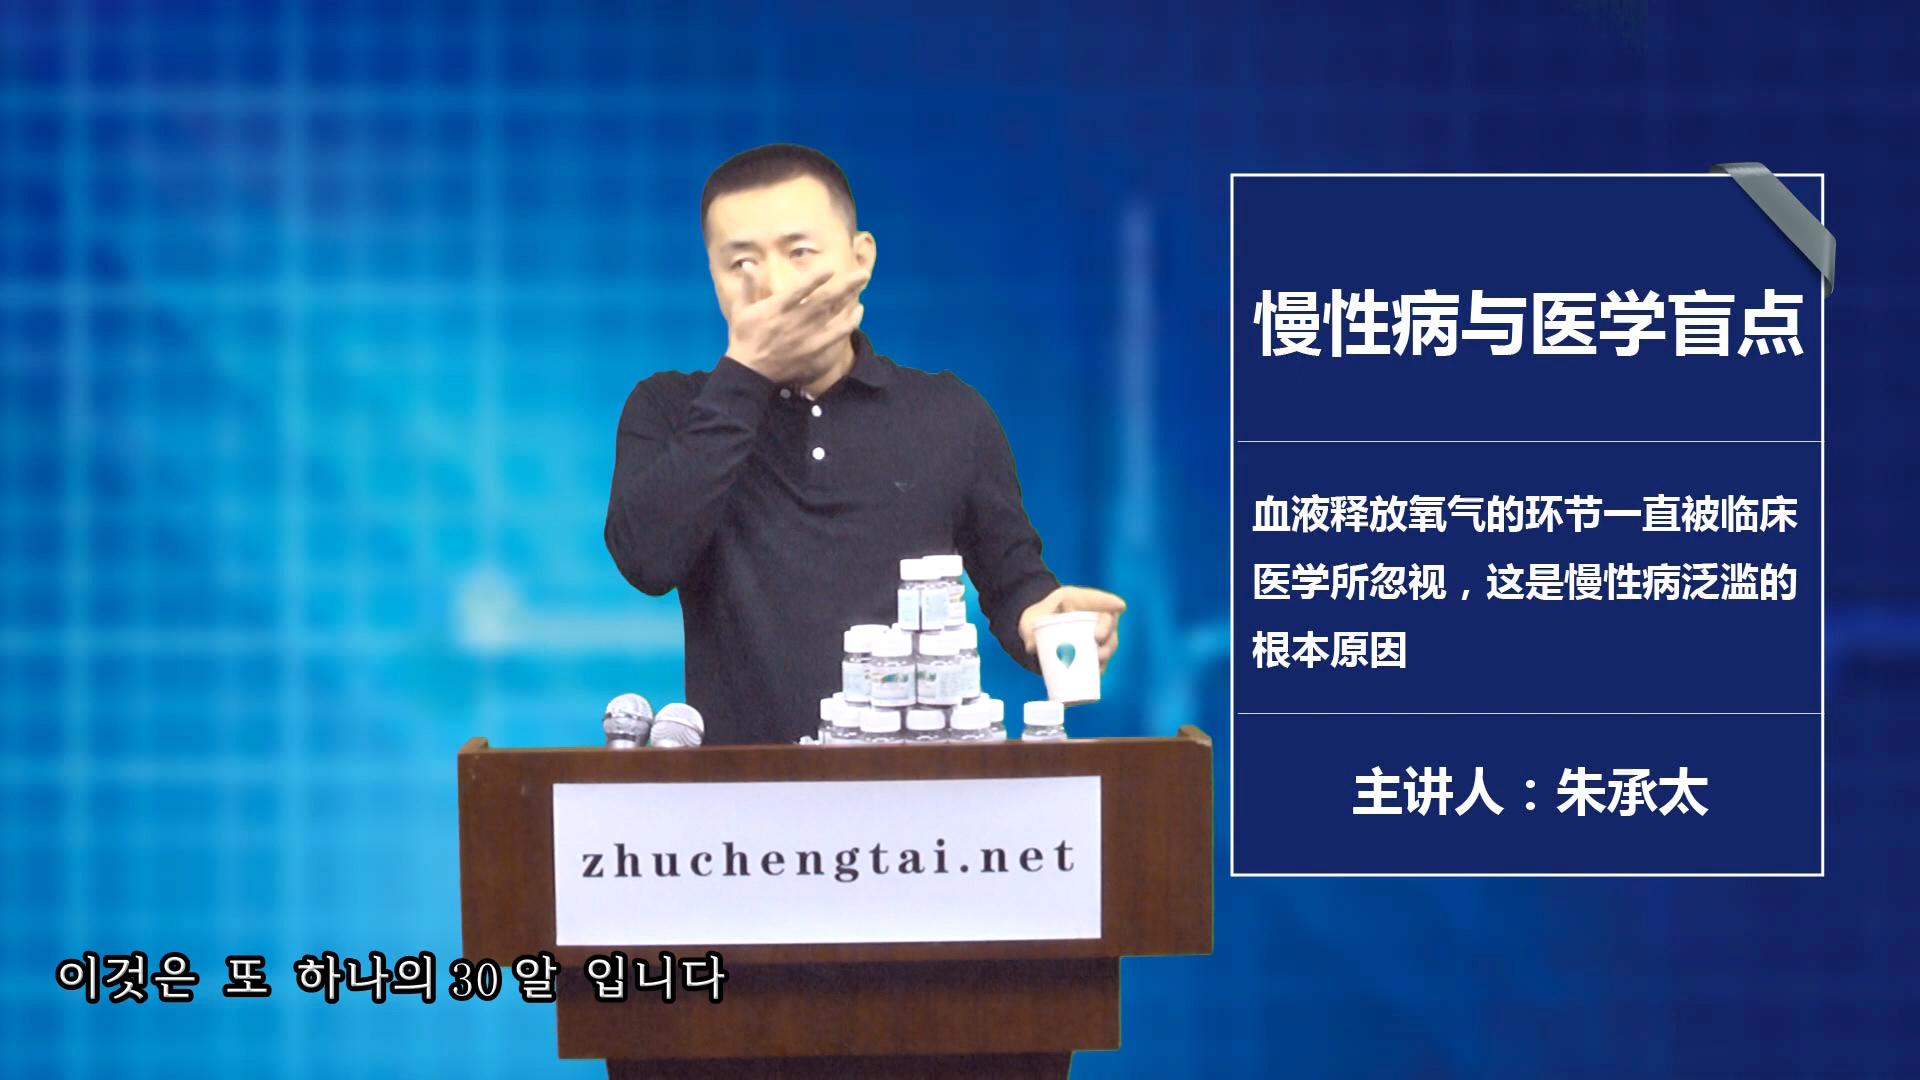 慢性病与医学盲点
血液释放氧气的环节一直被临床
医学所忽视，这是慢性病泛滥的
根本原因
主讲人：朱承太
zhuchengtai.net
이것은 또 하나의 30 알 입니다